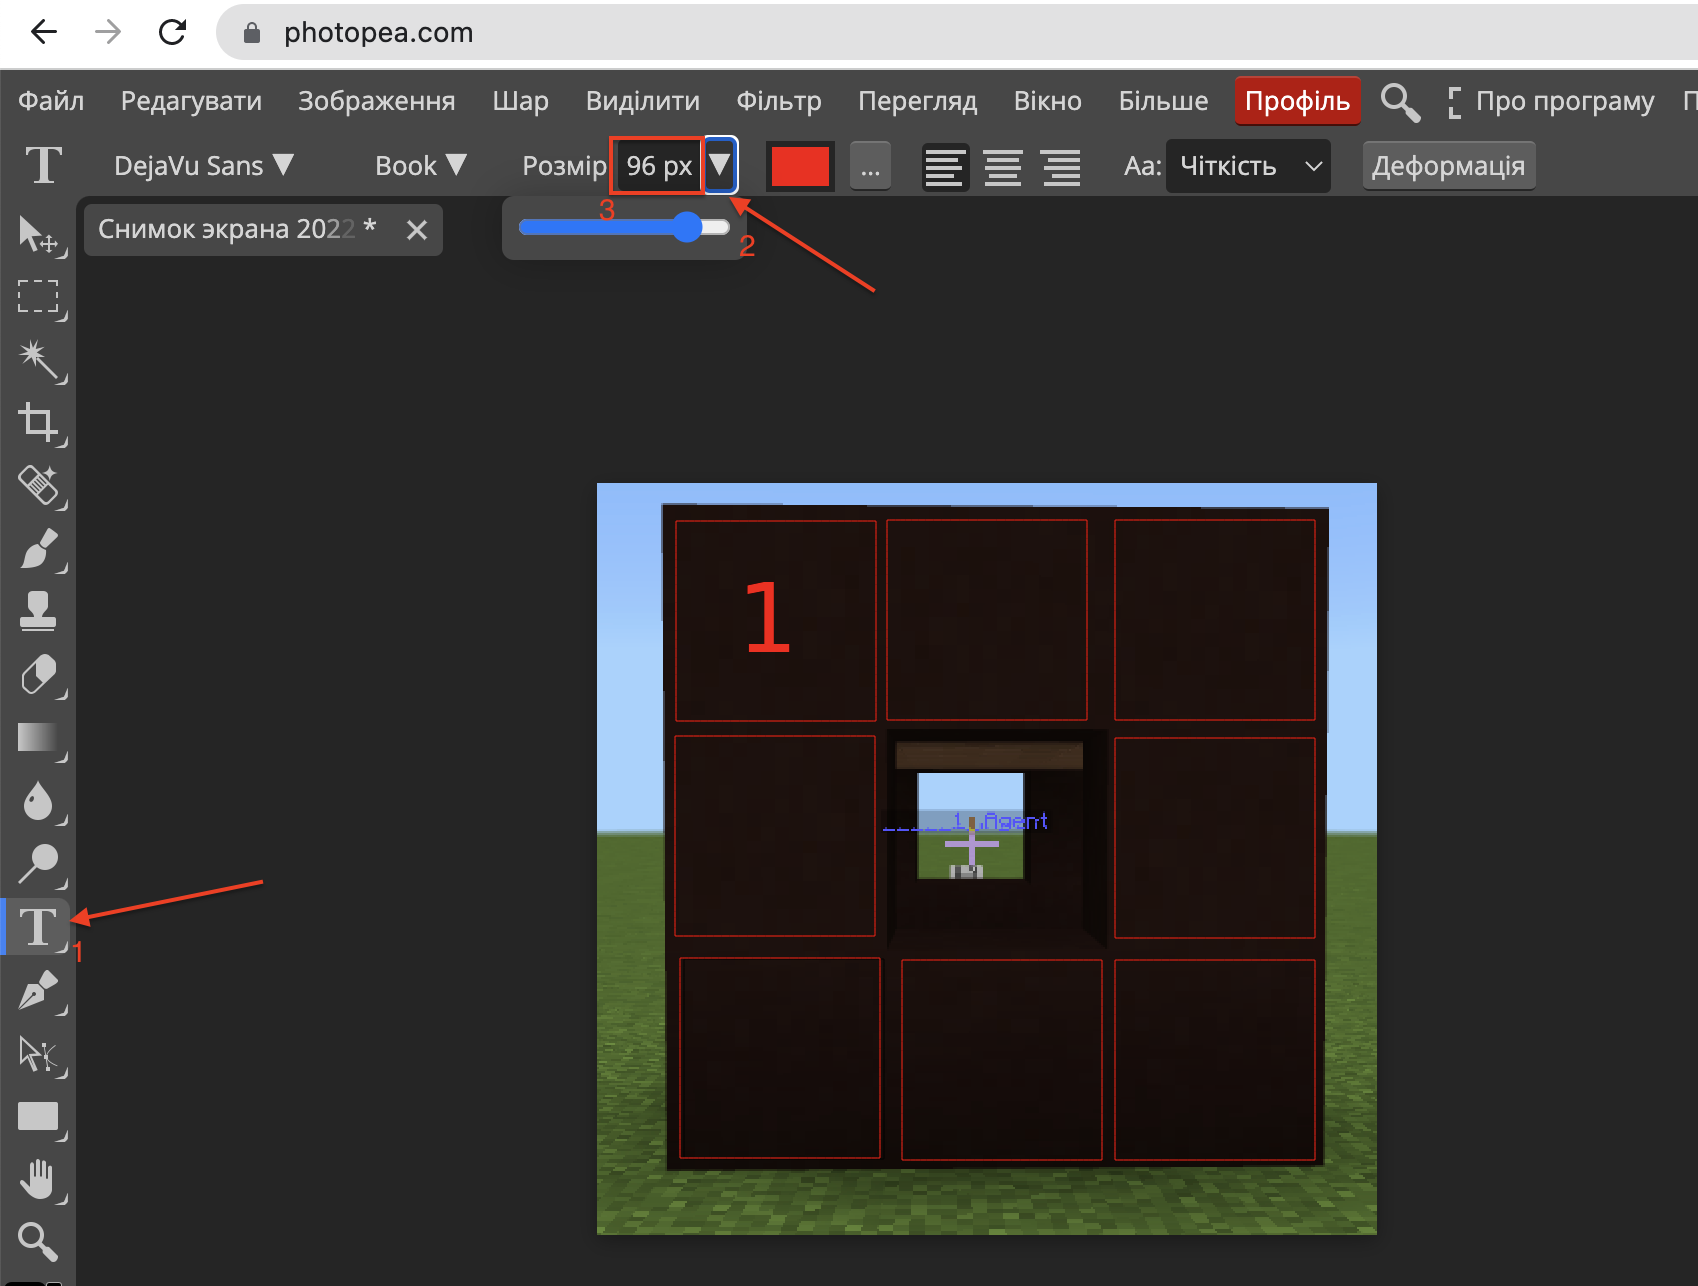 photopea.com
Файл Редагувати Зображення Шар Виділити Фільтр Перегляд Вікно Більше Профіль Про програму П
T DejaVu Sans Book Розмір 96 px ... Aa: Чіткість Деформація
Снимок экрана 2022 *
3
2
1
_____1_.Agent
T
1